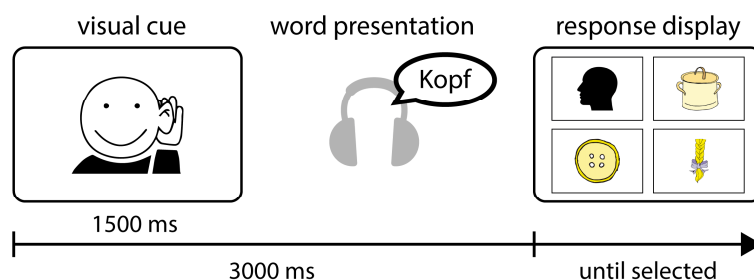 visual cue
word presentation
response display
Kopf
1500 ms
3000 ms
until selected